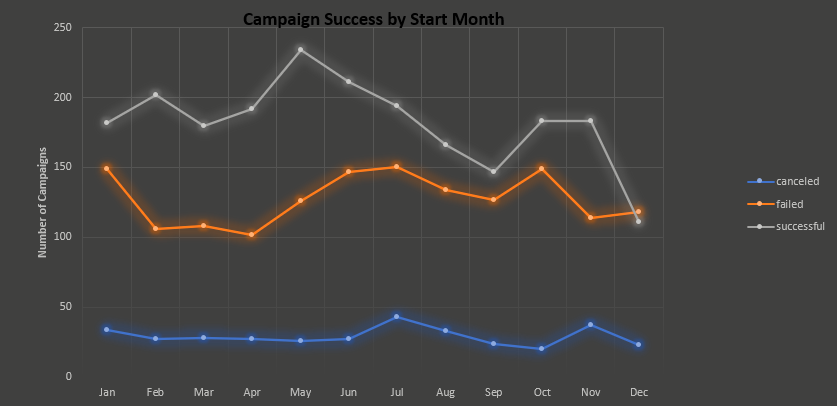 Campaign Success by Start Month
250
200
150
100
50
0
Number of Campaigns
Jan Feb Mar Apr May Jun Jul Aug Sep Oct Nov Dec
canceled
failed
successful